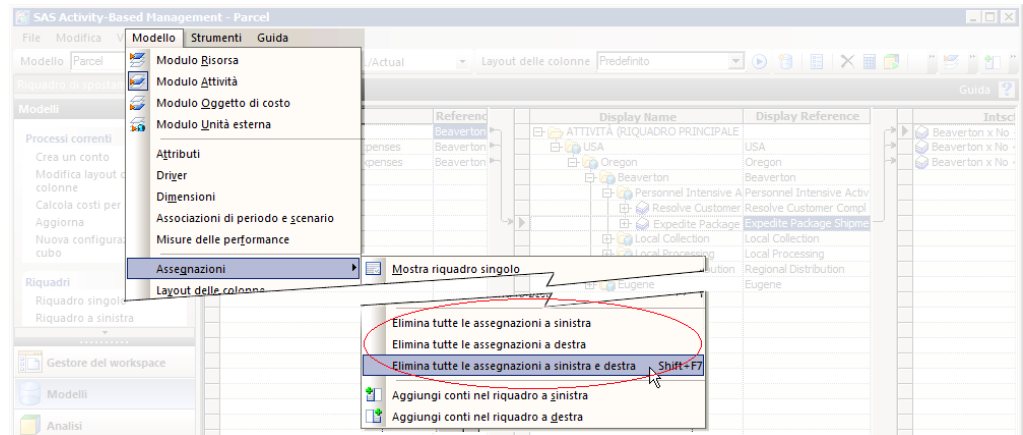 SAS Activity-Based Management - Parcel
File Modifica
Modello Strumenti Guida
Modello Parcel
/Actual
Layout delle colonne Predefinito
Guida
Modelli
Processi correnti
Crea un conto
Modifica layout
colonne
Calcola costi per
Aggiorna
Nuova
cubo
Riquadri
Riquadro singolo
Riquadro a sinistra
Gestore del workspace
Modelli
Analisi
Modulo Risorsa
Modulo Attività
Modulo Oggetto di costo
Modulo Unità esterna
Attributi
Driver
Dimensioni
Associazioni di periodo e scenario
Misure delle performance
Assegnazioni
Layout delle colonne
Referenc
Beaverton
penses Beaverton
xpenses Beaverton
Display Name Display Reference
ATTIVITÀ (RIQUADRO PRINCIPALE
USA USA
Oregon Oregon
Beaverton Beaverton
Personnel Intensive A Personnel Intensive Activ
Resolve Customer Resolve Customer Compl
Expedite Package Expedite Package Shipme
Local Collection Local Collection
Local Processing Local Processing
bution Regional Distribution
Eugene Eugene
Intsc
Beaverton x No -
Beaverton x No -
Beaverton x No -
Mostra riquadro singolo
Elimina tutte le assegnazioni a sinistra
Elimina tutte le assegnazioni a destra
Elimina tutte le assegnazioni a sinistra e destra Shift+F7
Aggiungi conti nel riquadro a sinistra
Aggiungi conti nel riquadro a destra